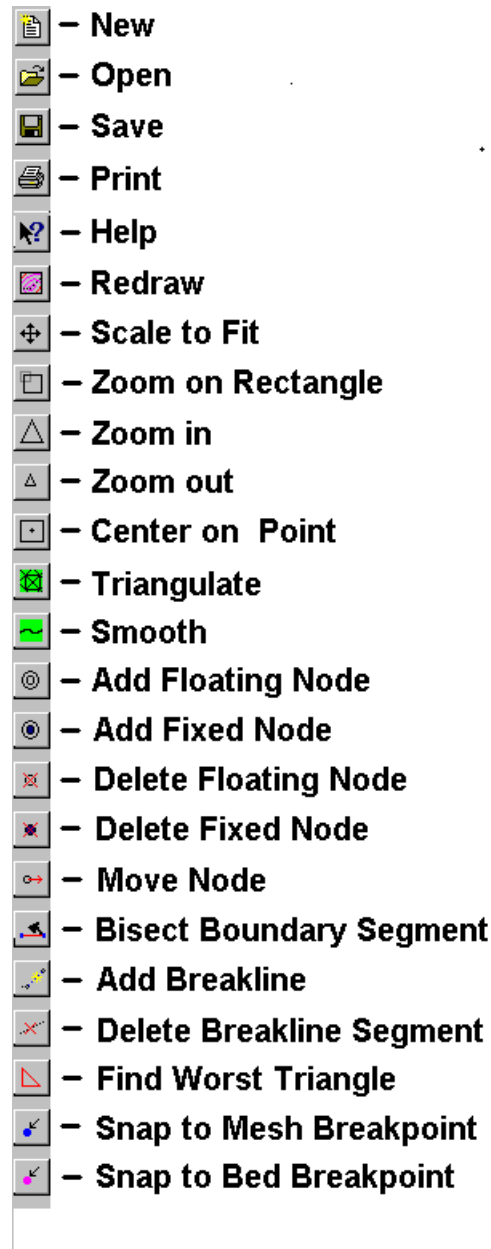 – New
– Open
– Save
– Print
– Help
– Redraw
– Scale to Fit
– Zoom on Rectangle
– Zoom in
– Zoom out
– Center on Point
– Triangulate
– Smooth
– Add Floating Node
– Add Fixed Node
– Delete Floating Node
– Delete Fixed Node
– Move Node
– Bisect Boundary Segment
– Add Breakline
– Delete Breakline Segment
– Find Worst Triangle
– Snap to Mesh Breakpoint
– Snap to Bed Breakpoint